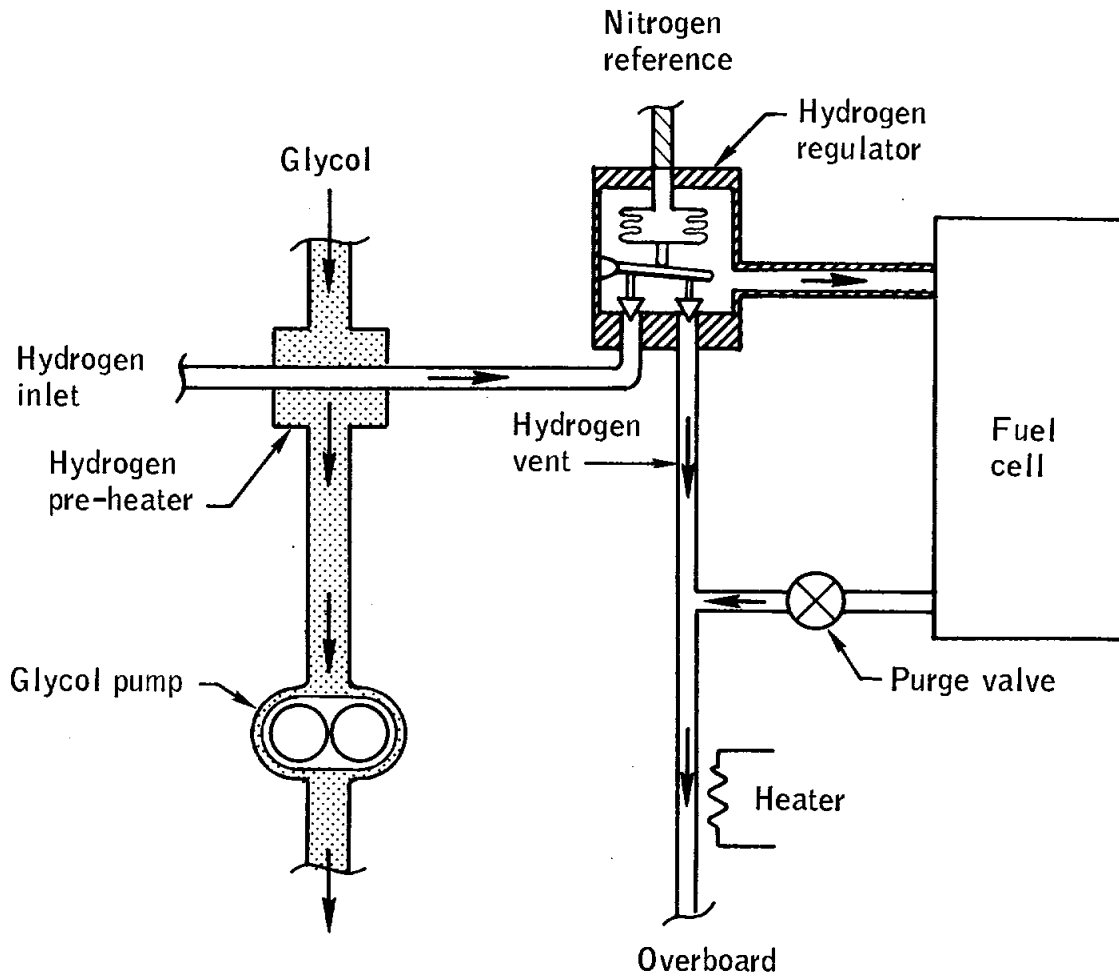 Nitrogen
reference
Hydrogen
regulator
Glycol
Hydrogen
inlet
Hydrogen
pre-heater
Hydrogen
vent
Fuel
cell
Glycol pump
Purge valve
Heater
Overboard